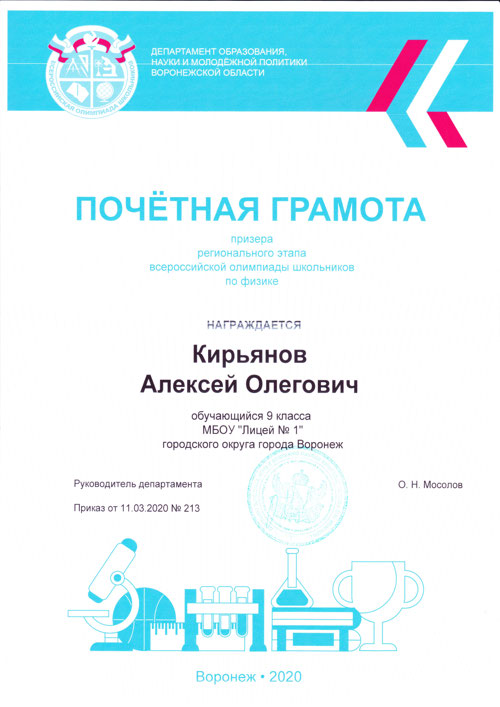 ДЕПАРТАМЕНТ ОБРАЗОВАНИЯ,
НАУКИ И МОЛОДЁЖНОЙ ПОЛИТИКИ
ВОРОНЕЖСКОЙ ОБЛАСТИ
ВСЕРОССИЙСКАЯ ОЛИМПИАДА ШКОЛЬНИКОВ
ПОЧЁТНАЯ ГРАМОТА
призера
регионального этапа
всероссийской олимпиады школьников
по физике
НАГРАЖДАЕТСЯ
Кирьянов
Алексей Олегович
обучающийся 9 класса
МБОУ "Лицей № 1"
городского округа города Воронеж
Руководитель департамента
О. Н. Мосолов
Приказ от 11.03.2020 № 213
Воронеж • 2020